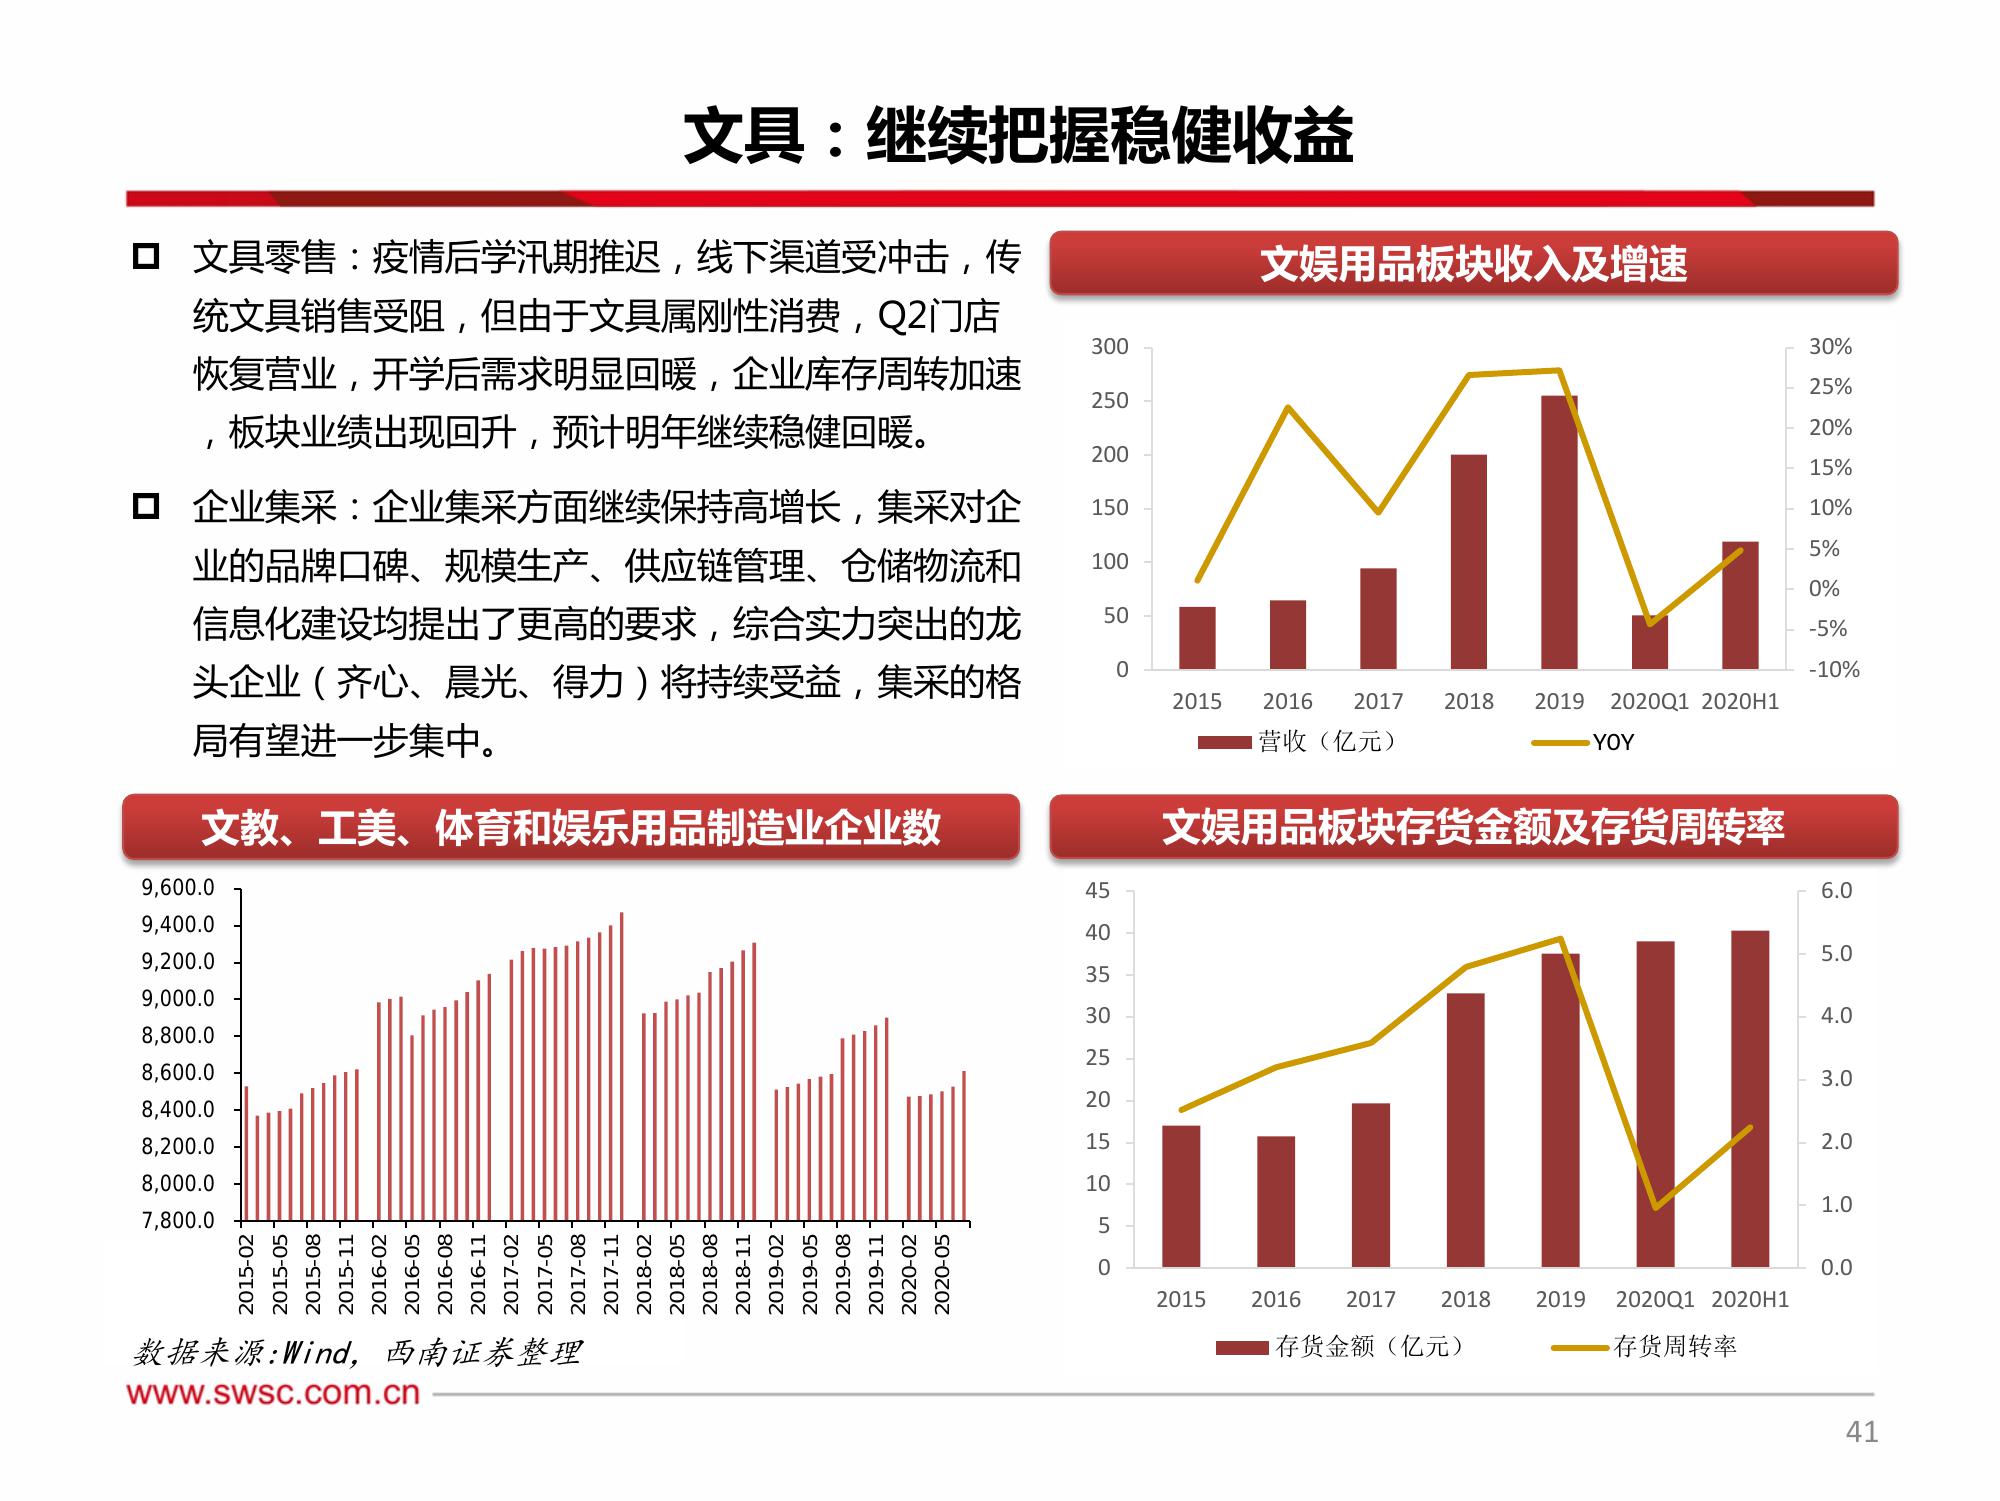 文具：继续把握稳健收益
文具零售：疫情后学汛期推迟，线下渠道受冲击，传
统文具销售受阻，但由于文具属刚性消费，Q2门店
恢复营业，开学后需求明显回暖，企业库存周转加速
，板块业绩出现回升，预计明年继续稳健回暖。
企业集采：企业集采方面继续保持高增长，集采对企
业的品牌口碑、规模生产、供应链管理、仓储物流和
信息化建设均提出了更高的要求，综合实力突出的龙
头企业（齐心、晨光、得力）将持续受益，集采的格
局有望进一步集中。
文娱用品板块收入及增速
300
250
200
150
100
50
0
30%
25%
20%
15%
10%
5%
0%
-5%
-10%
2015 2016 2017 2018 2019 2020Q1 2020H1
营收（亿元） YOY
文教、工美、体育和娱乐用品制造业企业数
9,600.0
9,400.0
9,200.0
9,000.0
8,800.0
8,600.0
8,400.0
8,200.0
8,000.0
7,800.0
2015-02 2015-05 2015-08 2015-11 2016-02 2016-05 2016-08 2016-11 2017-02 2017-05 2017-08 2017-11 2018-02 2018-05 2018-08 2018-11 2019-02 2019-05 2019-08 2019-11 2020-02 2020-05
文娱用品板块存货金额及存货周转率
45
40
35
30
25
20
15
10
5
0
6.0
5.0
4.0
3.0
2.0
1.0
0.0
2015 2016 2017 2018 2019 2020Q1 2020H1
存货金额（亿元） 存货周转率
数据来源:Wind，西南证券整理
www.swsc.com.cn
41